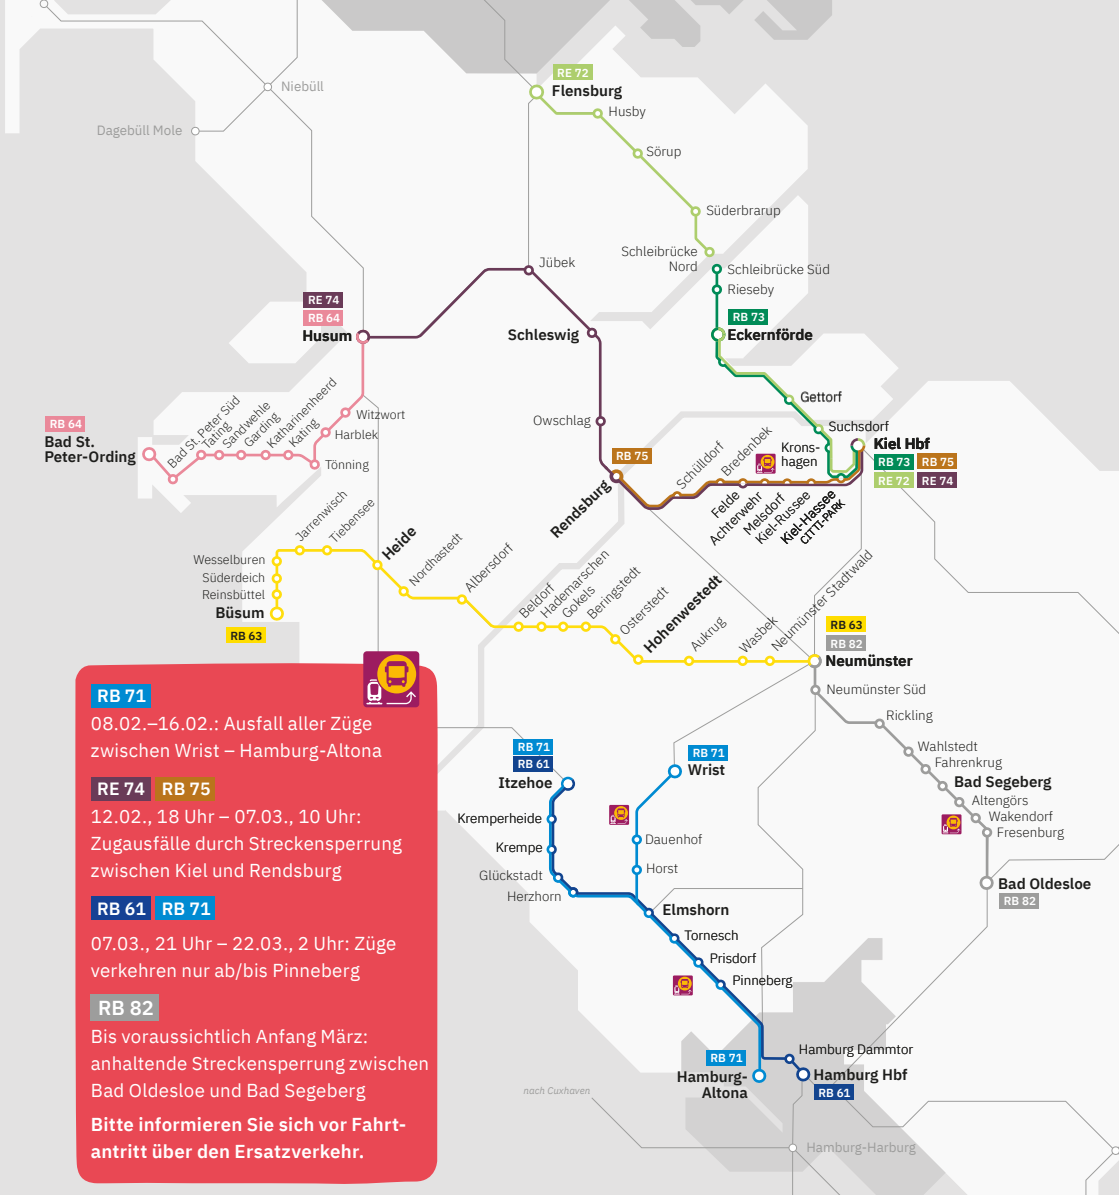 Niebüll
Dagebüll Mole
RE 72
Flensburg
Husby
Sörup
Süderbrarup
Schleibrücke
Nord
Schleibrücke Süd
Rieseby
RB 73
Eckernförde
Gettorf
Suchsdorf
Krons-
hagen
Kiel Hbf
RB 73
RB 75
RE 72
RE 74
Jübek
RE 74
RB 64
Husum
Schleswig
Owschlag
RB 75
Rendsburg
Schülldorf
Bredenbek
Felde
Achterwehr
Melsdorf
Kiel-Russee
Kiel-Hassee
CITTI-PARK
RB 64
Bad St.
Peter-Ording
Bad St. Peter Süd
Tating
Sandwehle
Garding
Katharinenheerd
Kating
Tönning
Harblek
Witzwort
Jarrenwisch
Tiebensee
Heide
Wesselburen
Süderdeich
Reinsbüttel
Büsum
RB 63
Nordhastedt
Albersdorf
Beldorf
Hademarschen
Gokels
Beringstedt
Osterstedt
Hohenwestedt
Aukrug
Wasbek
Neumünster Stadtwald
RB 63
RB 82
Neumünster
Neumünster Süd
Rickling
Wahlstedt
Fahrenkrug
Bad Segeberg
Altengörs
Wakendorf
Fresenburg
Bad Oldesloe
RB 82
RB 71
RB 61
Itzehoe
Kremperheide
Krempe
Glückstadt
Herzhorn
RB 71
Wrist
Dauenhof
Horst
Elmshorn
Tornesch
Prisdorf
Pinneberg
RB 71
Hamburg-
Altona
Hamburg Dammtor
Hamburg Hbf
RB 61
nach Cuxhaven
Hamburg-Harburg
RB 71
08.02.–16.02.: Ausfall aller Züge
zwischen Wrist – Hamburg-Altona
RE 74 RB 75
12.02., 18 Uhr – 07.03., 10 Uhr:
Zugausfälle durch Streckensperrung
zwischen Kiel und Rendsburg
RB 61 RB 71
07.03., 21 Uhr – 22.03., 2 Uhr: Züge
verkehren nur ab/bis Pinneberg
RB 82
Bis voraussichtlich Anfang März:
anhaltende Streckensperrung zwischen
Bad Oldesloe und Bad Segeberg
Bitte informieren Sie sich vor Fahrt-
antritt über den Ersatzverkehr.